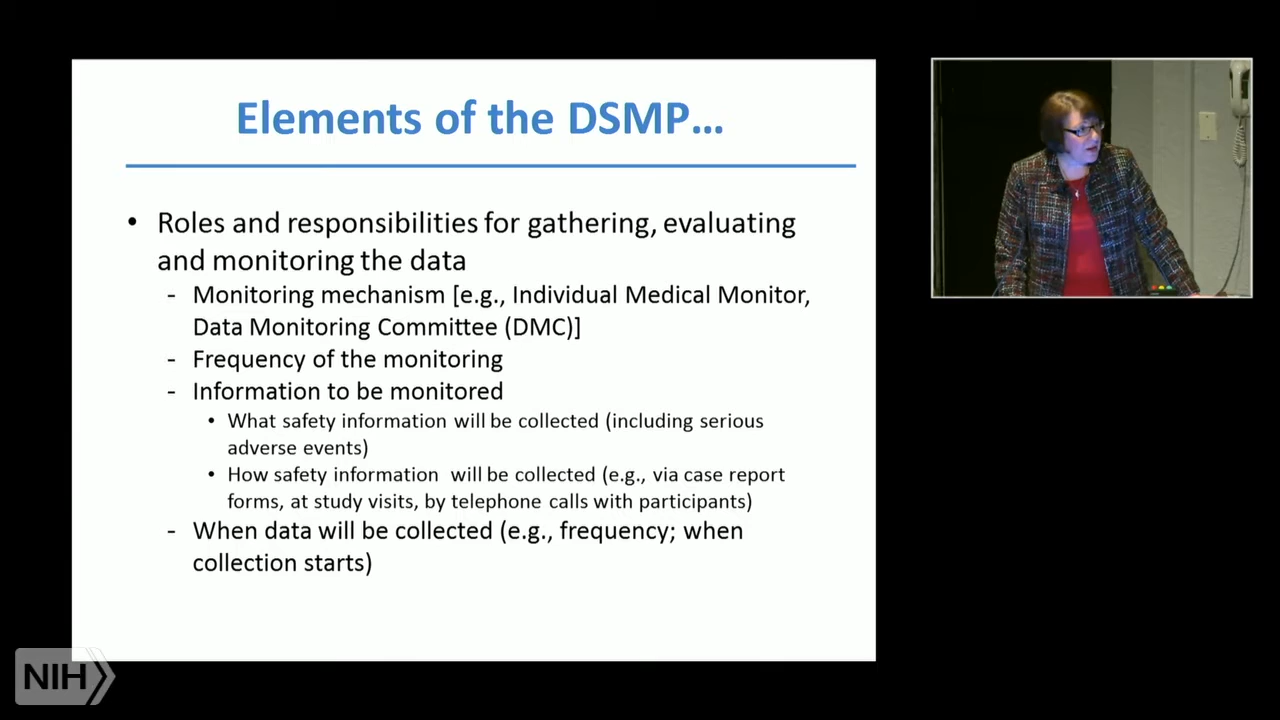 Elements of the DSMP…
• Roles and responsibilities for gathering, evaluating
and monitoring the data
- Monitoring mechanism [e.g., Individual Medical Monitor,
Data Monitoring Committee (DMC)]
- Frequency of the monitoring
- Information to be monitored
• What safety information will be collected (including serious
adverse events)
• How safety information will be collected (e.g., via case report
forms, at study visits, by telephone calls with participants)
- When data will be collected (e.g., frequency; when
collection starts)
NIH